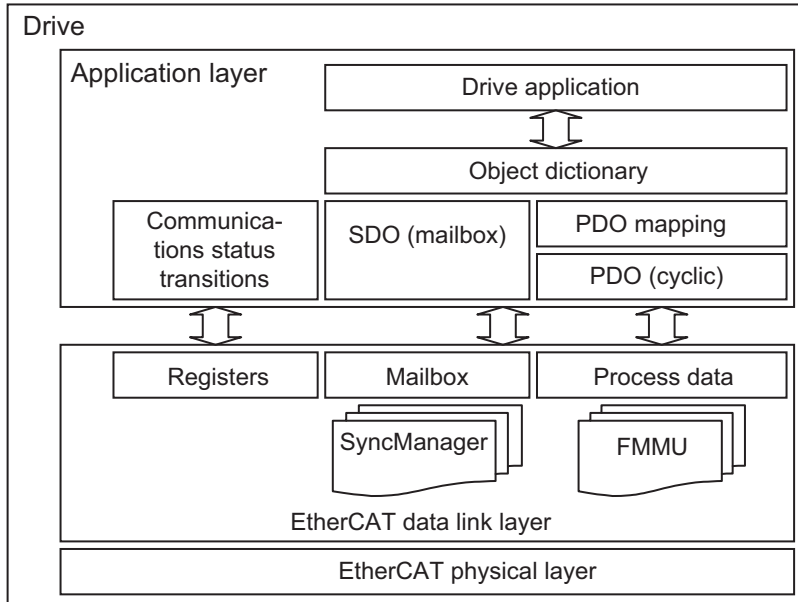 Drive
Application layer
Drive application
Object dictionary
Communica-
tions status
transitions
SDO (mailbox)
PDO mapping
PDO (cyclic)
Registers
Mailbox
Process data
SyncManager
FMMU
EtherCAT data link layer
EtherCAT physical layer